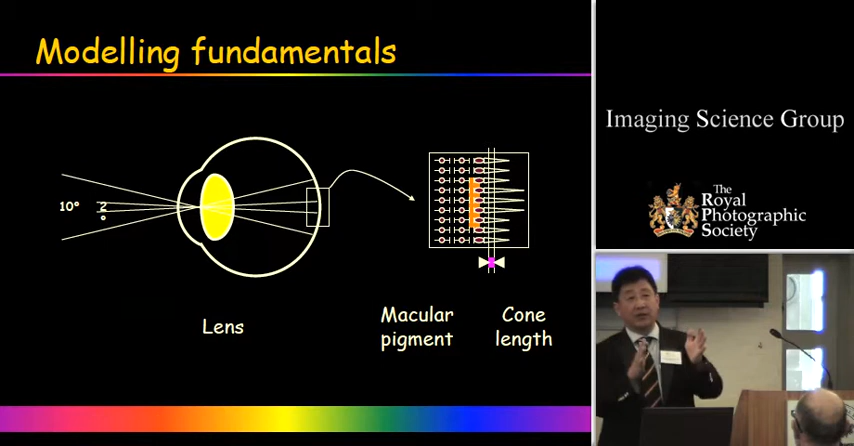 Modelling fundamentals
10°
2
°
Lens
Macular
pigment
Cone
length
Imaging Science Group
The
Royal
Photographic
Society